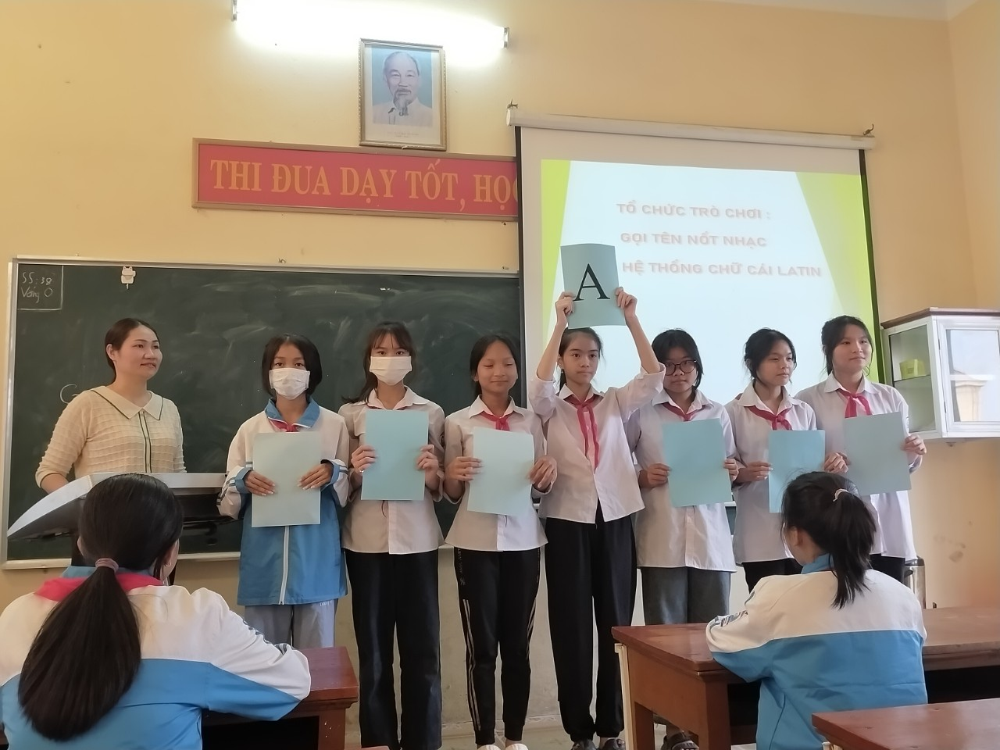 THI ĐUA DẠY TỐT, HỌC
TỔ CHỨC TRÒ CHƠI :
GỌI TÊN NỐT NHẠC
HỆ THỐNG CHỮ CÁI LATIN
A
SS: 38
Vắng 0